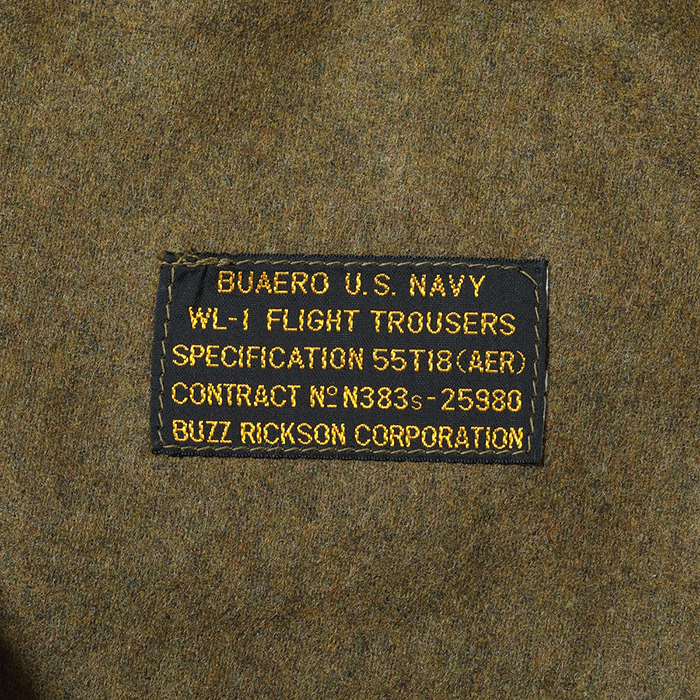 BUAERO U.S. NAVY
WL-1 FLIGHT TROUSERS
SPECIFICATION 55T18(AER)
CONTRACT Nº N383s-25980
BUZZ RICKSON CORPORATION